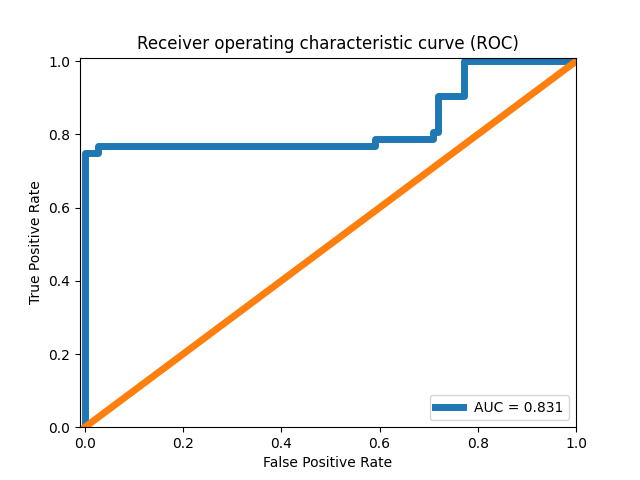 Receiver operating characteristic curve (ROC)
1.0
0.8
0.6
0.4
0.2
0.0
True Positive Rate
AUC = 0.831
0.0 0.2 0.4 0.6 0.8 1.0
False Positive Rate